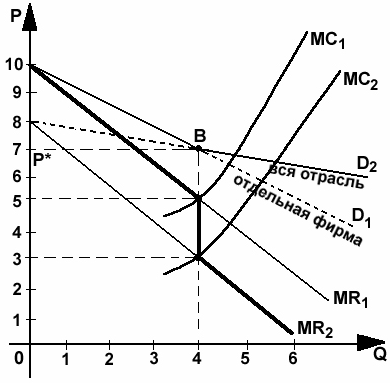 P
MC₁
MC₂
10
9
8
B
7
D₂
вся отрасль
P*
6
отдельная фирма
5
D₁
4
3
MR₁
2
1
MR₂
0
1
2
3
4
5
6
Q